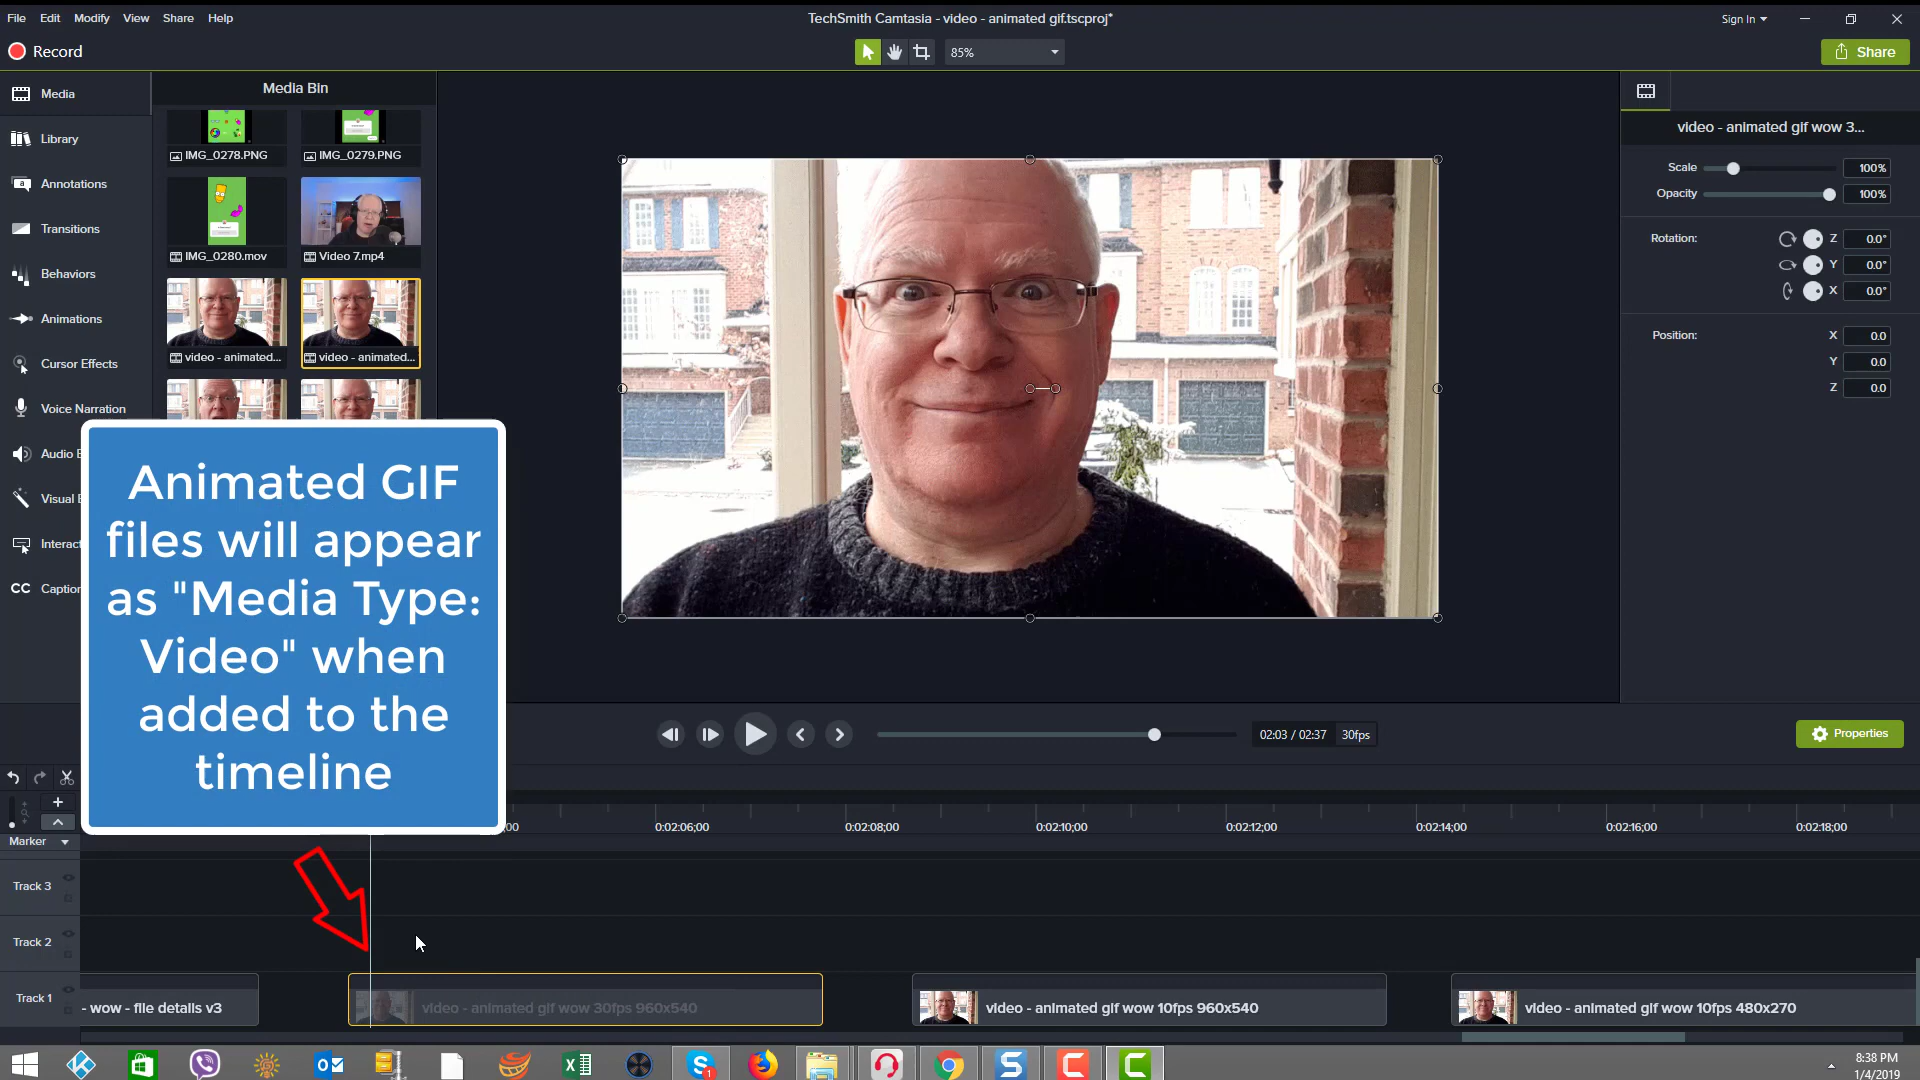 File Edit Modify View Share Help
TechSmith Camtasia - video - animated gif.tscproj*
Sign In
Record
85%
Share
Media
Media Bin
video - animated gif wow 3...
Library
IMG_0278.PNG
IMG_0279.PNG
Scale 100%
Annotations
Opacity 100%
Transitions
Rotation: Z 0.0°
IMG_0280.mov
Video 7.mp4
Y 0.0°
Behaviors
X 0.0°
Animations
Position: X 0.0
video - animated...
video - animated...
Cursor Effects
Y 0.0
Z 0.0
Voice Narration
Audio E
Visual E
Interact
CC Caption
Animated GIF
files will appear
as "Media Type:
Video" when
added to the
timeline
02:03 / 02:37 30fps
Properties
;00 0:02:06;00 0:02:08;00 0:02:10;00 0:02:12;00 0:02:14;00 0:02:16;00 0:02:18;00
Marker
Track 3
Track 2
Track 1
- wow - file details v3
video - animated gif wow 30fps 960x540
video - animated gif wow 10fps 960x540
video - animated gif wow 10fps 480x270
8:38 PM
1/4/2019